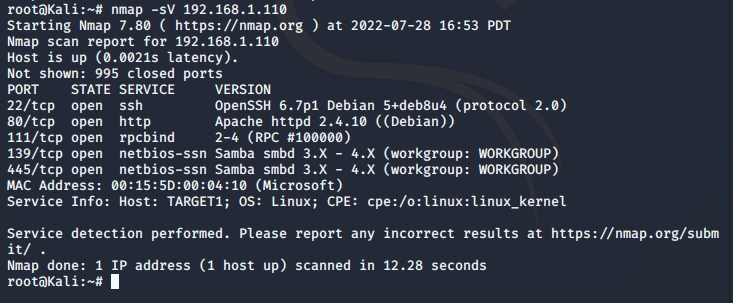 root@Kali:~# nmap -sV 192.168.1.110
Starting Nmap 7.80 ( https://nmap.org ) at 2022-07-28 16:53 PDT
Nmap scan report for 192.168.1.110
Host is up (0.0021s latency).
Not shown: 995 closed ports
PORT    STATE SERVICE     VERSION
22/tcp  open  ssh         OpenSSH 6.7p1 Debian 5+deb8u4 (protocol 2.0)
80/tcp  open  http        Apache httpd 2.4.10 ((Debian))
111/tcp open  rpcbind     2-4 (RPC #100000)
139/tcp open  netbios-ssn Samba smbd 3.X - 4.X (workgroup: WORKGROUP)
445/tcp open  netbios-ssn Samba smbd 3.X - 4.X (workgroup: WORKGROUP)
MAC Address: 00:15:5D:00:04:10 (Microsoft)
Service Info: Host: TARGET1; OS: Linux; CPE: cpe:/o:linux:linux_kernel

Service detection performed. Please report any incorrect results at https://nmap.org/subm
it/ .
Nmap done: 1 IP address (1 host up) scanned in 12.28 seconds
root@Kali:~#